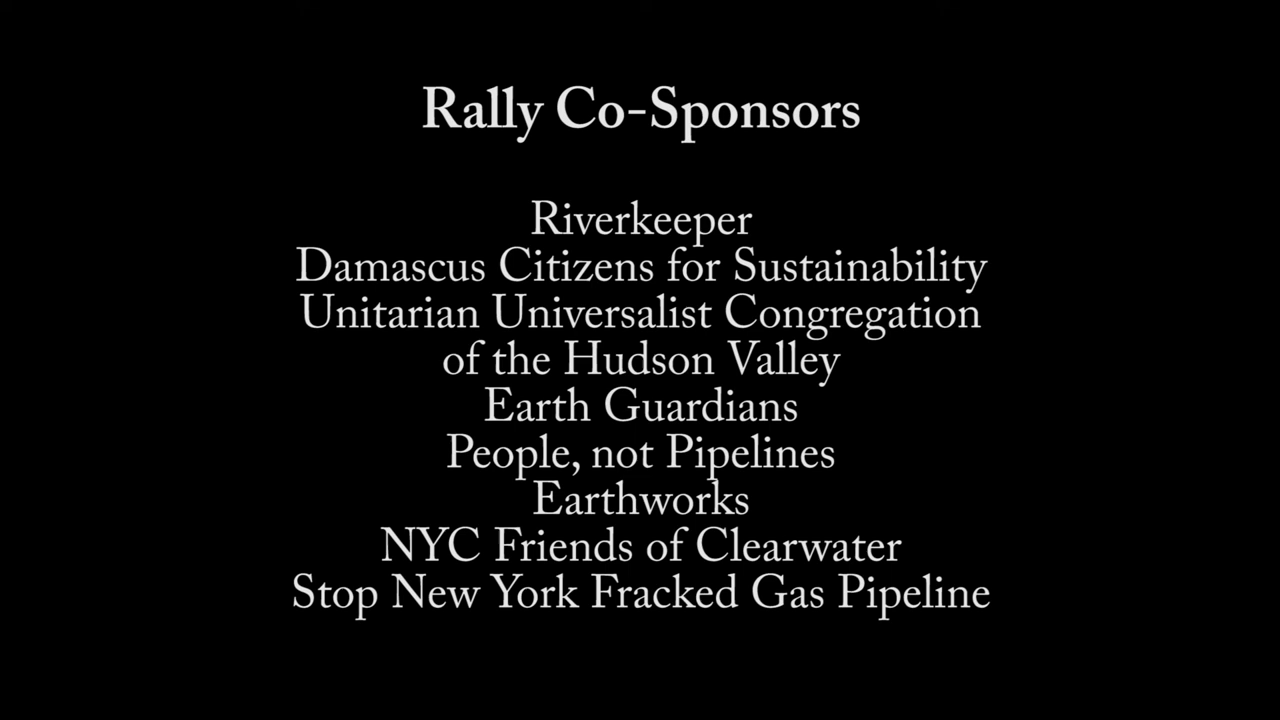 Rally Co-Sponsors
Riverkeeper
Damascus Citizens for Sustainability
Unitarian Universalist Congregation
of the Hudson Valley
Earth Guardians
People, not Pipelines
Earthworks
NYC Friends of Clearwater
Stop New York Fracked Gas Pipeline